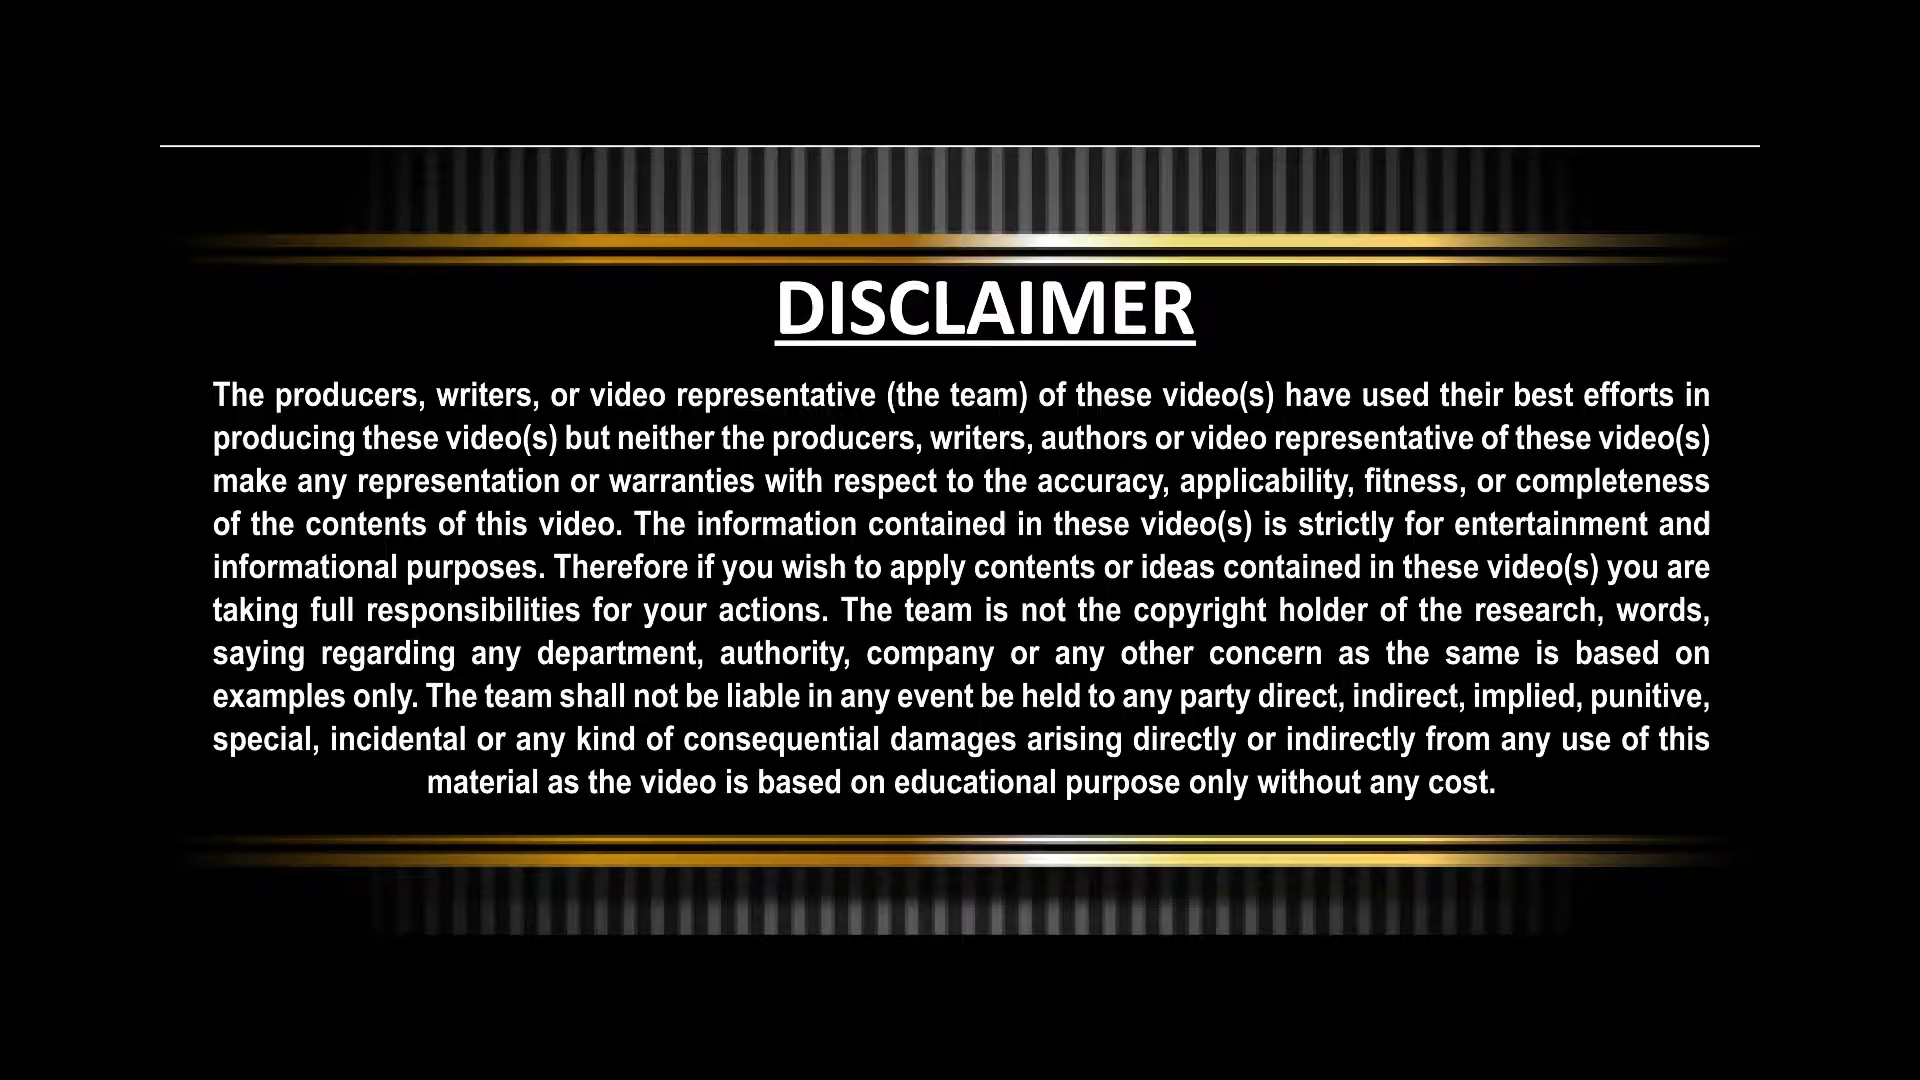 DISCLAIMER
The producers, writers, or video representative (the team) of these video(s) have used their best efforts in
producing these video(s) but neither the producers, writers, authors or video representative of these video(s)
make any representation or warranties with respect to the accuracy, applicability, fitness, or completeness
of the contents of this video. The information contained in these video(s) is strictly for entertainment and
informational purposes. Therefore if you wish to apply contents or ideas contained in these video(s) you are
taking full responsibilities for your actions. The team is not the copyright holder of the research, words,
saying regarding any department, authority, company or any other concern as the same is based on
examples only. The team shall not be liable in any event be held to any party direct, indirect, implied, punitive,
special, incidental or any kind of consequential damages arising directly or indirectly from any use of this
material as the video is based on educational purpose only without any cost.